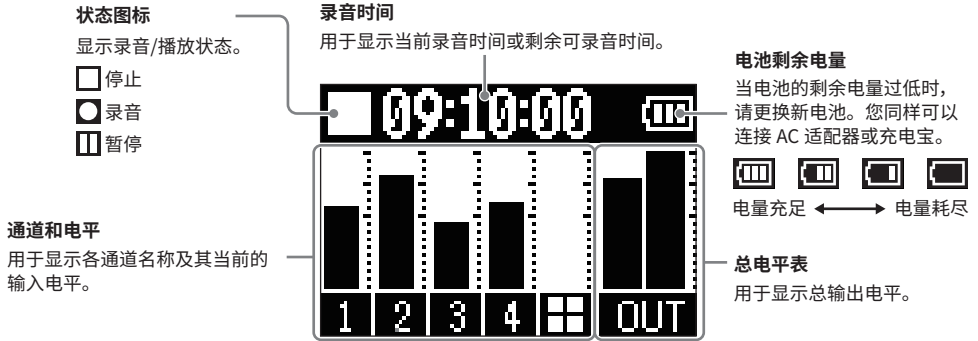 状态图标
显示录音/播放状态。
停止
录音
暂停
录音时间
用于显示当前录音时间或剩余可录音时间。
电池剩余电量
当电池的剩余电量过低时，
请更换新电池。您同样可以
连接 AC 适配器或充电宝。
电量充足
电量耗尽
09:10:00
通道和电平
用于显示各通道名称及其当前的
输入电平。
1 2 3 4
OUT
总电平表
用于显示总输出电平。